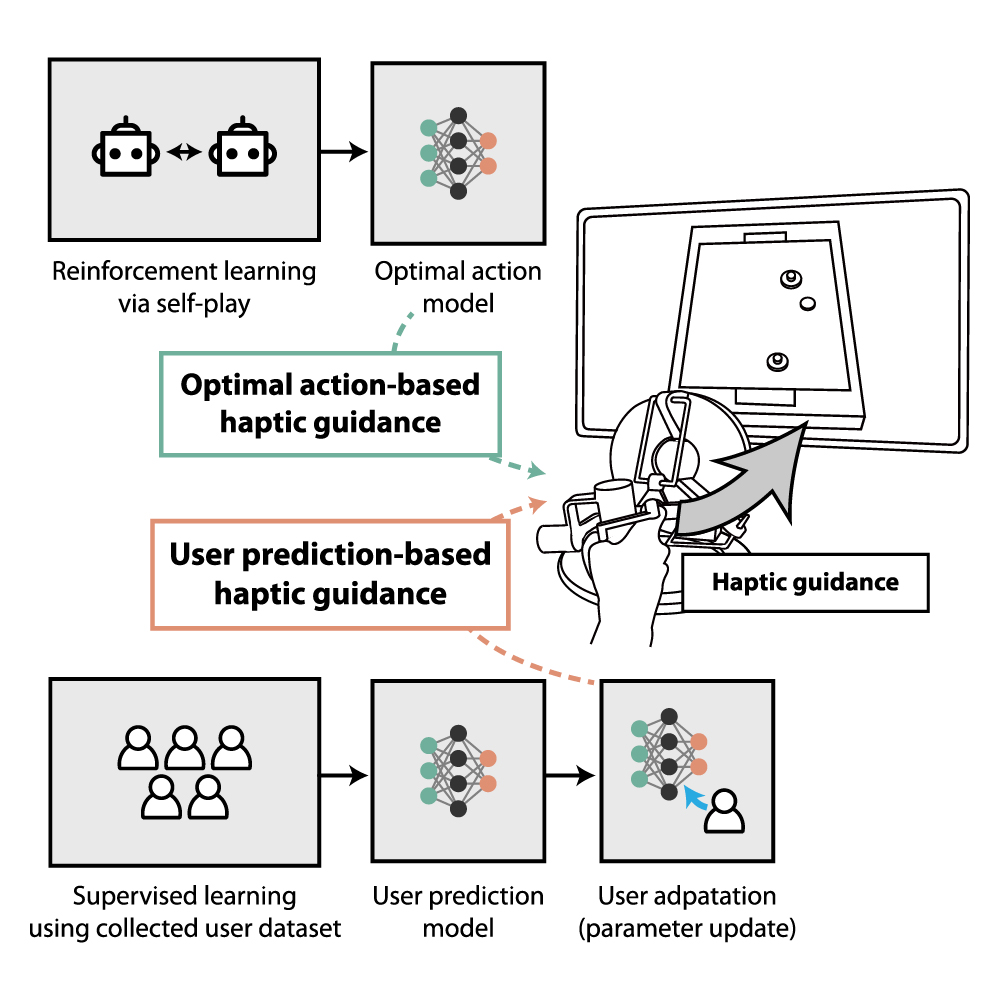 Reinforcement learning
via self-play
Optimal action
model
Optimal action-based
haptic guidance
User prediction-based
haptic guidance
Haptic guidance
Supervised learning
using collected user dataset
User prediction
model
User adpatation
(parameter update)